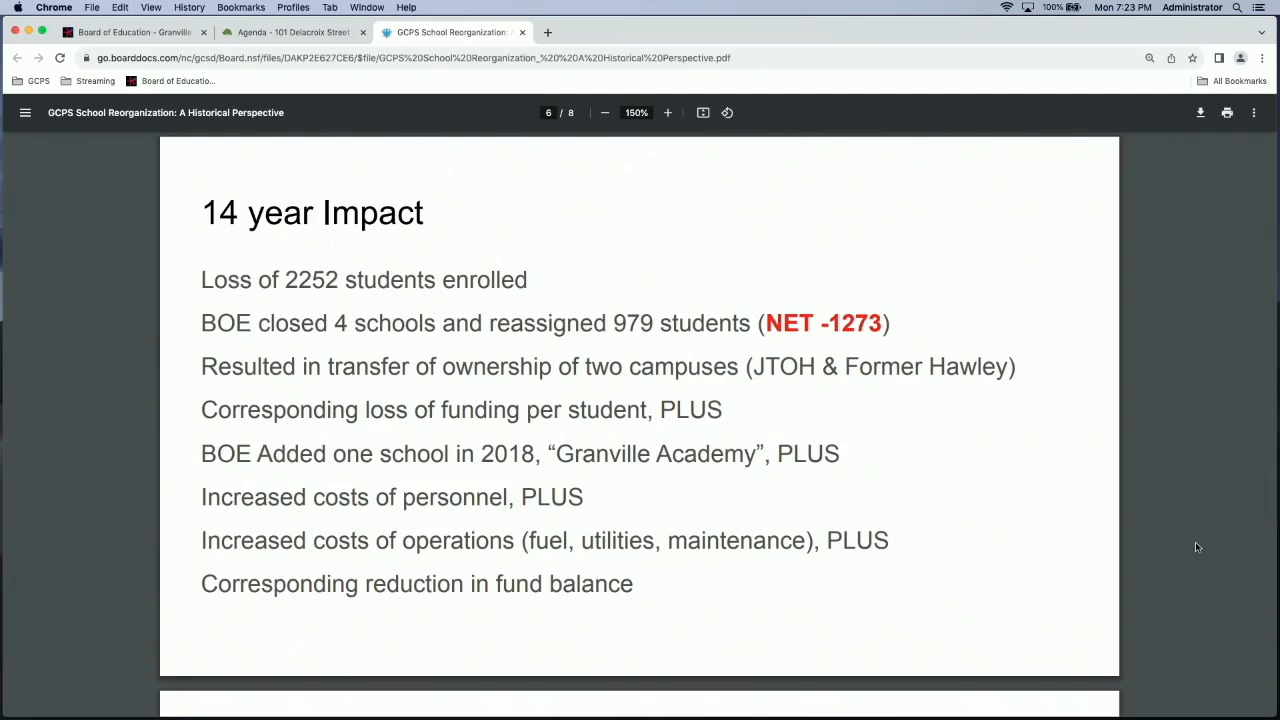 Chrome File Edit View History Bookmarks Profiles Tab Window Help 100% Mon 7:23 PM Administrator
Board of Education - Granville Agenda - 101 Delacroix Street GCPS School Reorganization:
go.boarddocs.com/nc/gcsd/Board.nsf/files/DAKP2E627CE6/$file/GCPS%20School%20Reorganization_%20%20A%20Historical%20Perspective.pdf
GCPS Streaming Board of Educatio... All Bookmarks
GCPS School Reorganization: A Historical Perspective 6 / 8 150%
14 year Impact
Loss of 2252 students enrolled
BOE closed 4 schools and reassigned 979 students (NET -1273)
Resulted in transfer of ownership of two campuses (JTOH & Former Hawley)
Corresponding loss of funding per student, PLUS
BOE Added one school in 2018, “Granville Academy”, PLUS
Increased costs of personnel, PLUS
Increased costs of operations (fuel, utilities, maintenance), PLUS
Corresponding reduction in fund balance